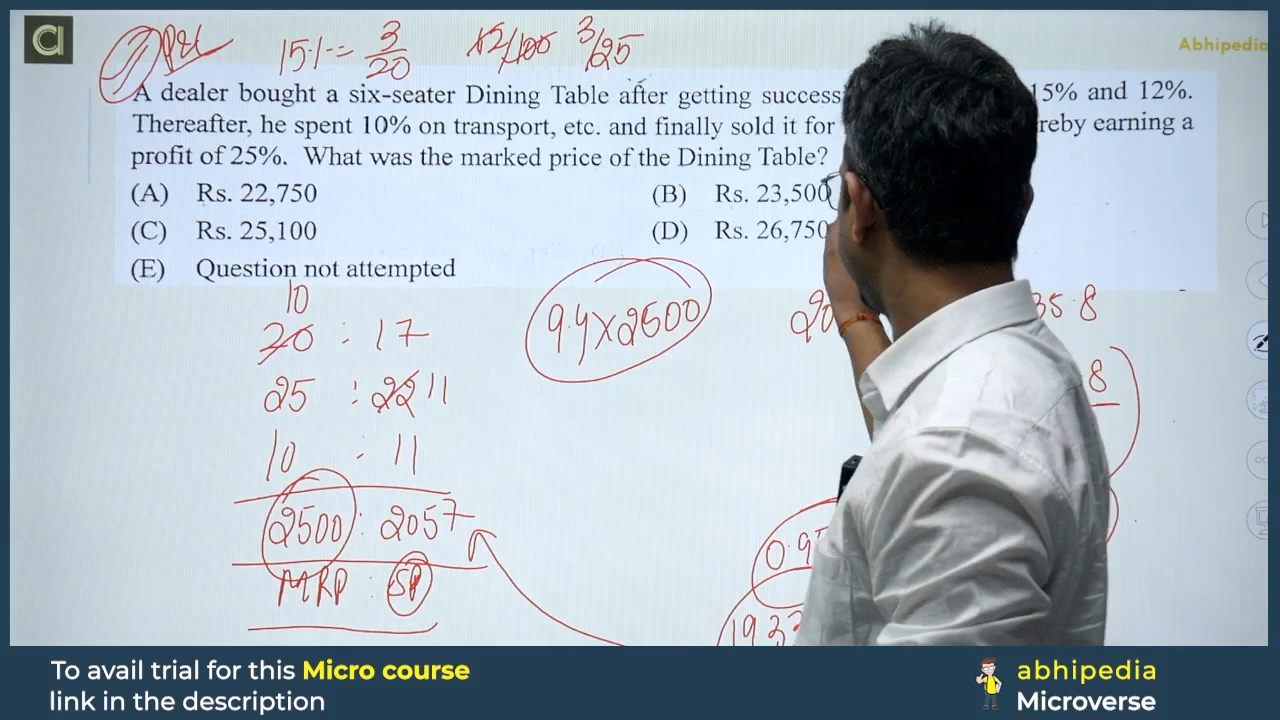 Abhipedia
15% = 3/20 12/100 3/25
A dealer bought a six-seater Dining Table after getting 15% and 12%.
Thereafter, he spent 10% on transport, etc. and finally sold it for earning a
profit of 25%. What was the marked price of the Dining Table?
(A) Rs. 22,750 (B) Rs. 23,500
(C) Rs. 25,100 (D) Rs. 26,750
(E) Question not attempted
10
20 : 17
25 : 22 11
10 : 11
2500 : 2057
MRP : SP
9.4x2500
35.8
8
To avail trial for this Micro course
link in the description
abhipedia
Microverse